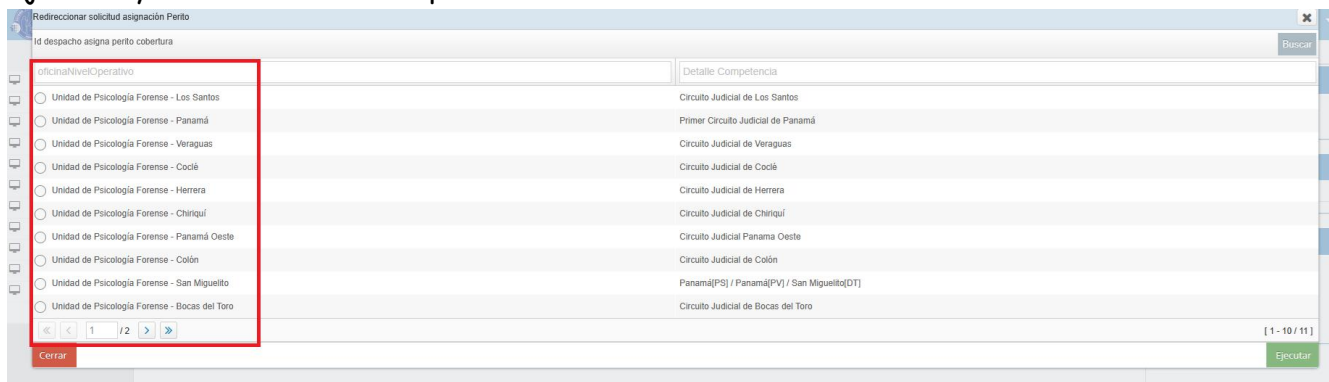 Redireccionar solicitud asignación Perito
Id despacho asigna perito cobertura
Buscar
oficinaNivelOperativo Detalle Competencia
Unidad de Psicología Forense - Los Santos Circuito Judicial de Los Santos
Unidad de Psicología Forense - Panamá Primer Circuito Judicial de Panamá
Unidad de Psicología Forense - Veraguas Circuito Judicial de Veraguas
Unidad de Psicología Forense - Coclé Circuito Judicial de Coclé
Unidad de Psicología Forense - Herrera Circuito Judicial de Herrera
Unidad de Psicología Forense - Chiriquí Circuito Judicial de Chiriquí
Unidad de Psicología Forense - Panamá Oeste Circuito Judicial Panama Oeste
Unidad de Psicología Forense - Colón Circuito Judicial de Colón
Unidad de Psicología Forense - San Miguelito Panamá[PS] / Panamá[PV] / San Miguelito[DT]
Unidad de Psicología Forense - Bocas del Toro Circuito Judicial de Bocas del Toro
1 /2 [ 1 - 10 / 11 ]
Cerrar Ejecutar